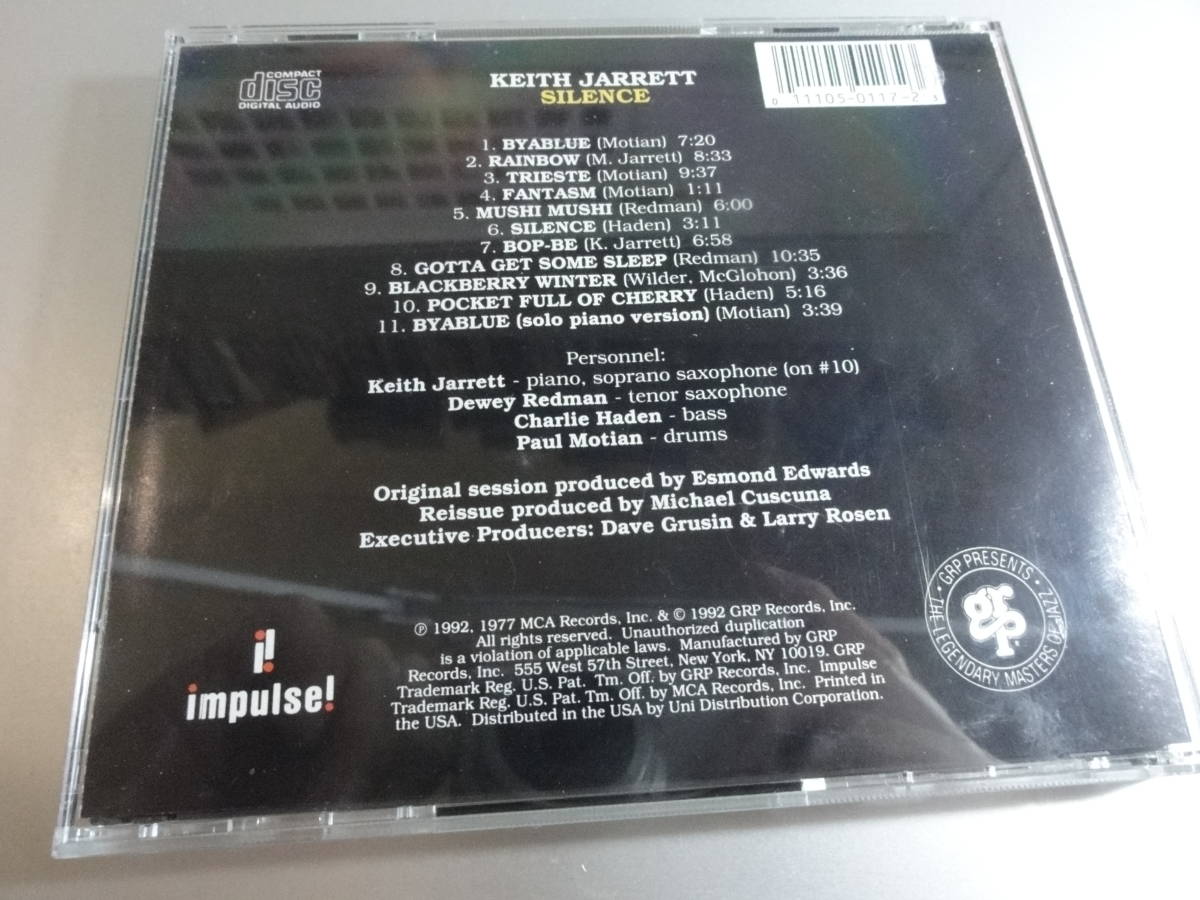 COMPACT
disc
DIGITAL AUDIO
KEITH JARRETT
SILENCE
0 11105-0117-2 3
1. BYABLUE (Motian) 7:20
2. RAINBOW (M. Jarrett) 8:33
3. TRIESTE (Motian) 9:37
4. FANTASM (Motian) 1:11
5. MUSHI MUSHI (Redman) 6:00
6. SILENCE (Haden) 3:11
7. BOP-BE (K. Jarrett) 6:58
8. GOTTA GET SOME SLEEP (Redman) 10:35
9. BLACKBERRY WINTER (Wilder, McGlohon) 3:36
10. POCKET FULL OF CHERRY (Haden) 5:16
11. BYABLUE (solo piano version) (Motian) 3:39
Personnel:
Keith Jarrett - piano, soprano saxophone (on #10)
Dewey Redman - tenor saxophone
Charlie Haden - bass
Paul Motian - drums
Original session produced by Esmond Edwards
Reissue produced by Michael Cuscuna
Executive Producers: Dave Grusin & Larry Rosen
℗ 1992, 1977 MCA Records, Inc. & © 1992 GRP Records, Inc.
All rights reserved. Unauthorized duplication
is a violation of applicable laws. Manufactured by GRP
Records, Inc. 555 West 57th Street, New York, NY 10019. GRP
Trademark Reg. U.S. Pat. Tm. Off. by GRP Records, Inc. Impulse
Trademark Reg. U.S. Pat. Tm. Off. by MCA Records, Inc. Printed in
the USA. Distributed in the USA by Uni Distribution Corporation.
impulse!
• GRP PRESENTS • THE LEGENDARY MASTERS OF JAZZ
grp